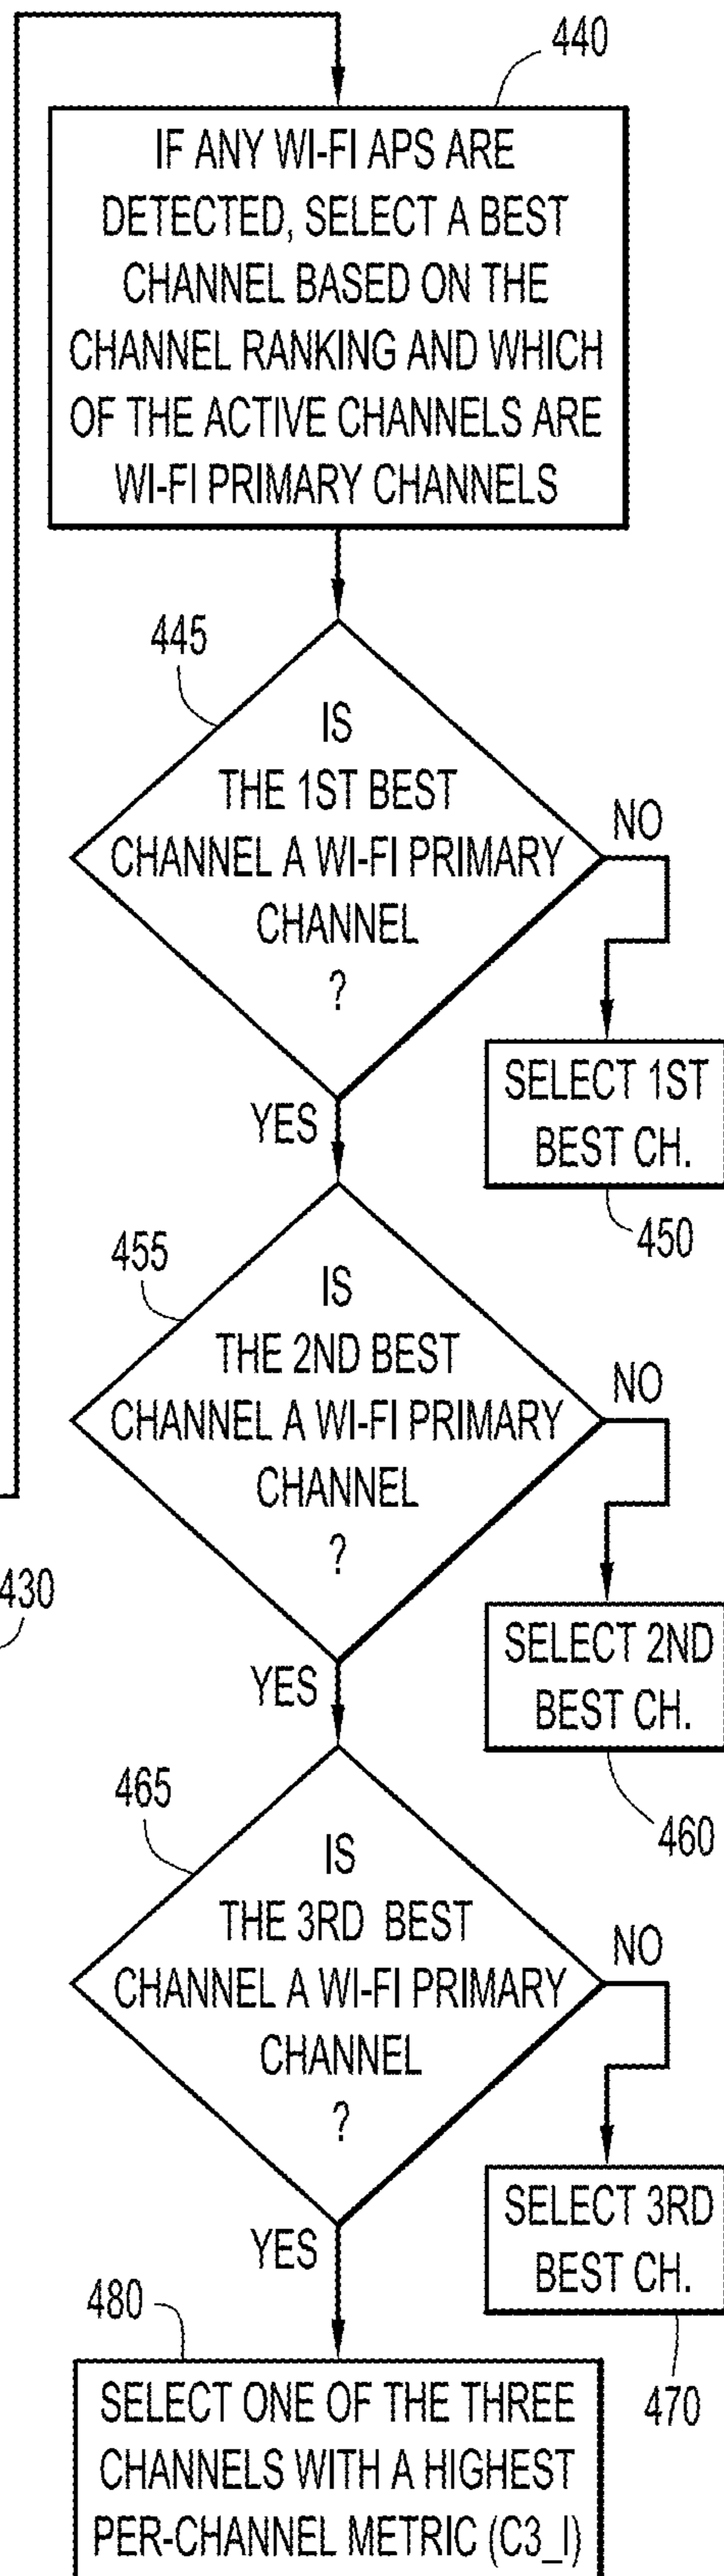 440
IF ANY WI-FI APS ARE
DETECTED, SELECT A BEST
CHANNEL BASED ON THE
CHANNEL RANKING AND WHICH
OF THE ACTIVE CHANNELS ARE
WI-FI PRIMARY CHANNELS
445
IS
THE 1ST BEST
CHANNEL A WI-FI PRIMARY
CHANNEL
?
NO
SELECT 1ST
BEST CH.
450
YES
455
IS
THE 2ND BEST
CHANNEL A WI-FI PRIMARY
CHANNEL
?
NO
430
SELECT 2ND
BEST CH.
460
YES
465
IS
THE 3RD BEST
CHANNEL A WI-FI PRIMARY
CHANNEL
?
NO
SELECT 3RD
BEST CH.
470
YES
480
SELECT ONE OF THE THREE
CHANNELS WITH A HIGHEST
PER-CHANNEL METRIC (C3_I)